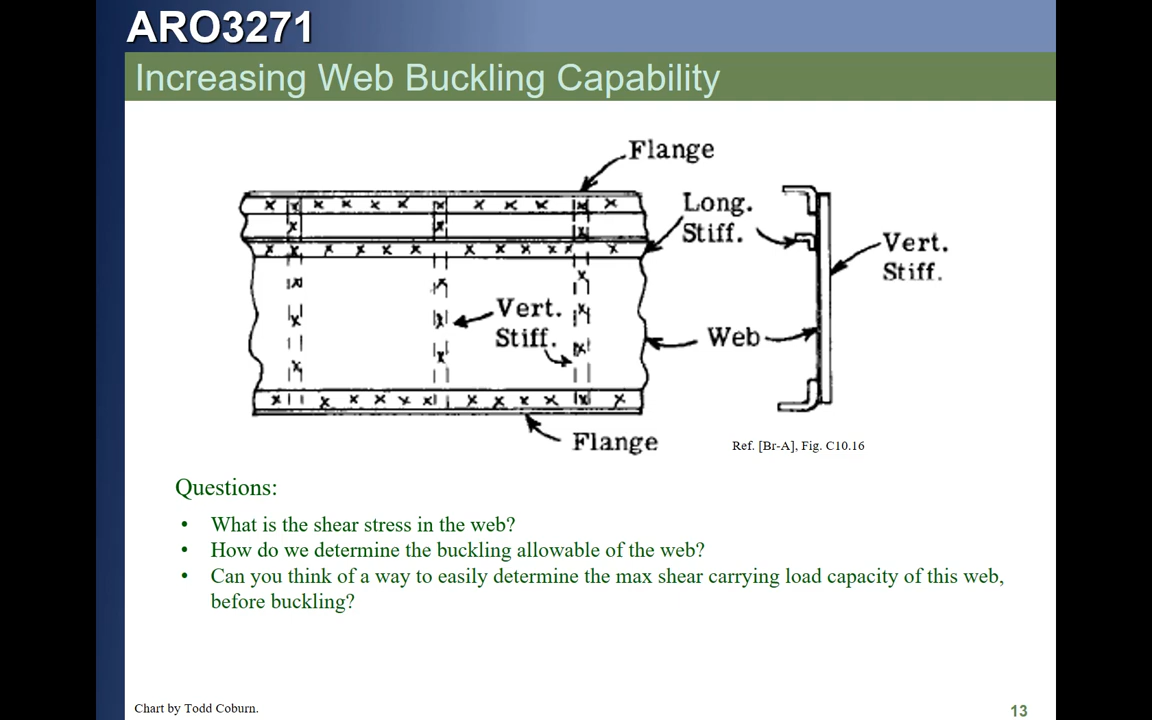 ARO3271
Increasing Web Buckling Capability
Flange
Long.
Stiff.
Vert.
Stiff.
Vert.
Stiff.
Web
Flange
Ref. [Br-A], Fig. C10.16
Questions:
• What is the shear stress in the web?
• How do we determine the buckling allowable of the web?
• Can you think of a way to easily determine the max shear carrying load capacity of this web,
before buckling?
Chart by Todd Coburn.
13